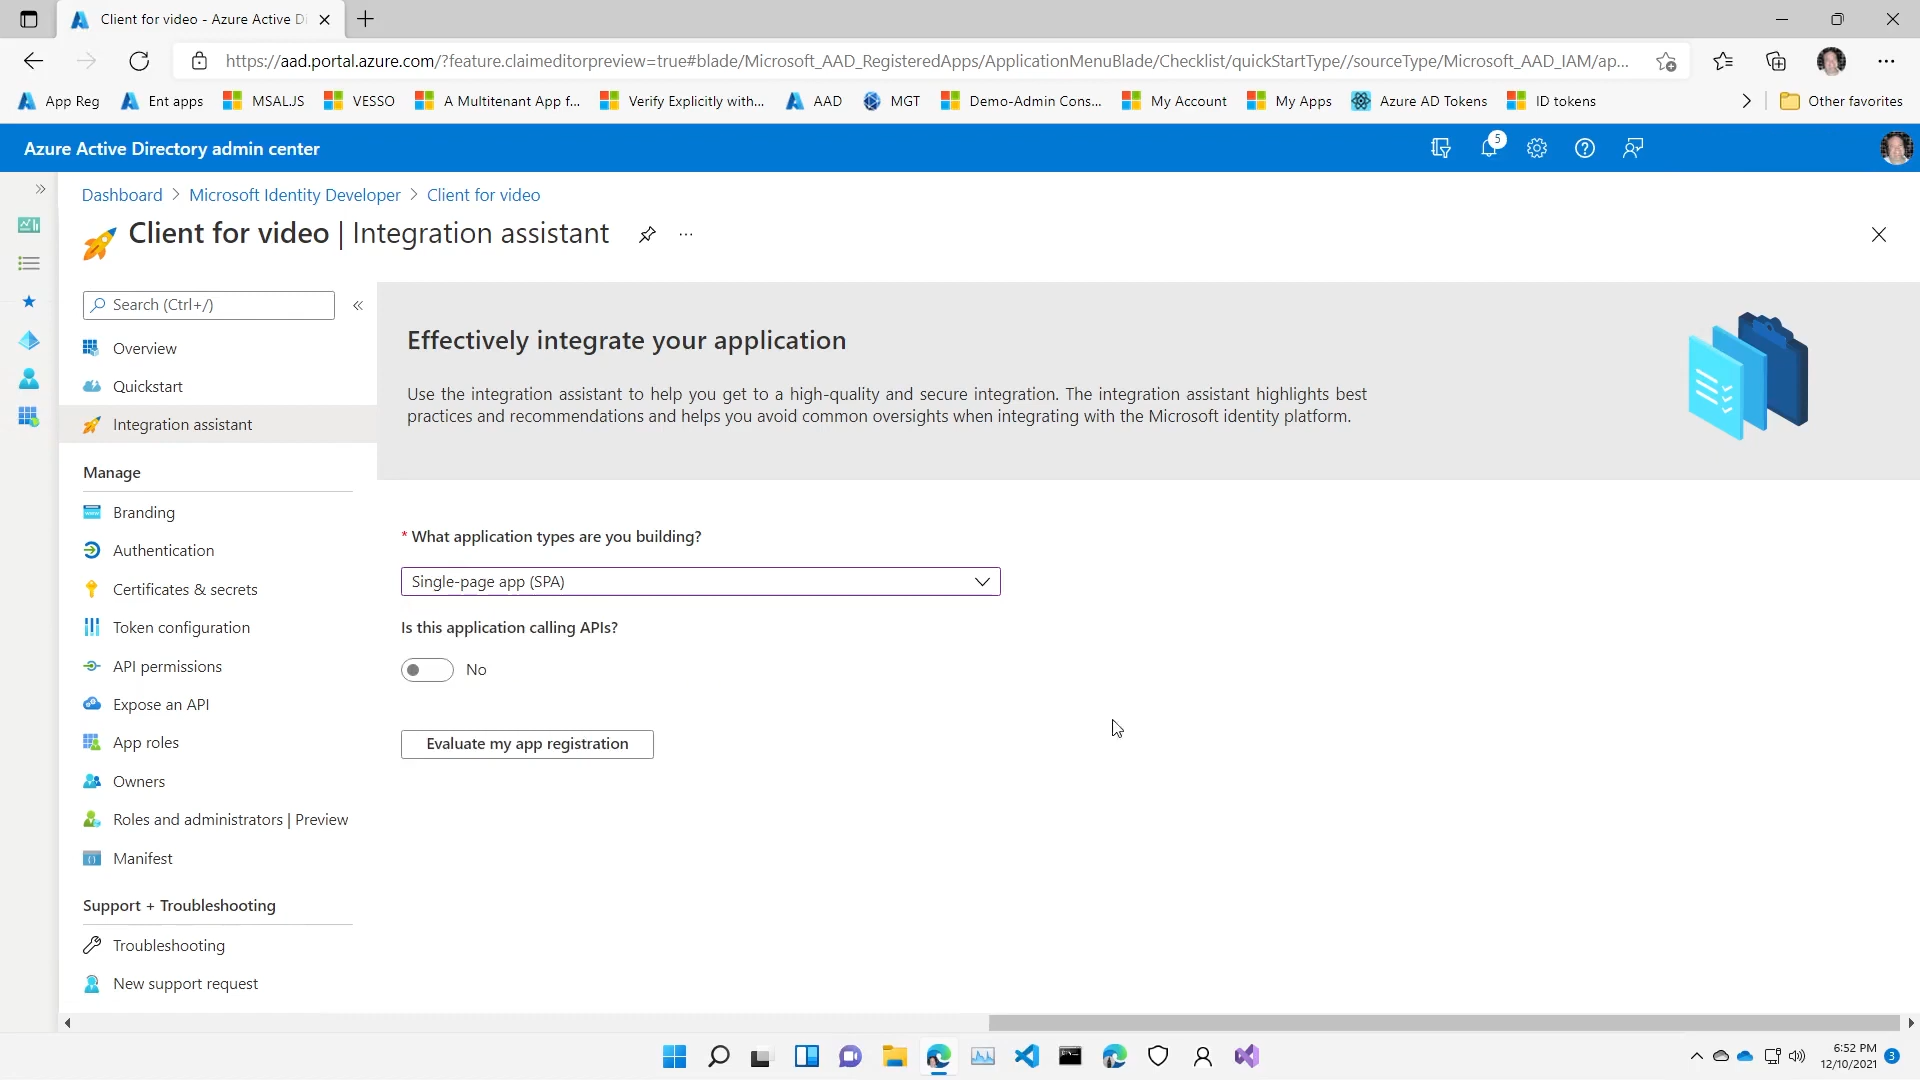 Client for video - Azure Active Di
https://aad.portal.azure.com/?feature.claimeditorpreview=true#blade/Microsoft_AAD_RegisteredApps/ApplicationMenuBlade/Checklist/quickStartType//sourceType/Microsoft_AAD_IAM/ap...
App Reg Ent apps MSALJS VESSO A Multitenant App f... Verify Explicitly with... AAD MGT Demo-Admin Cons... My Account My Apps Azure AD Tokens ID tokens Other favorites
Azure Active Directory admin center 5
Dashboard > Microsoft Identity Developer > Client for video
Client for video | Integration assistant
Search (Ctrl+/)
Overview
Quickstart
Integration assistant
Manage
Branding
Authentication
Certificates & secrets
Token configuration
API permissions
Expose an API
App roles
Owners
Roles and administrators | Preview
Manifest
Support + Troubleshooting
Troubleshooting
New support request
Effectively integrate your application
Use the integration assistant to help you get to a high-quality and secure integration. The integration assistant highlights best
practices and recommendations and helps you avoid common oversights when integrating with the Microsoft identity platform.
* What application types are you building?
Single-page app (SPA)
Is this application calling APIs?
No
Evaluate my app registration
6:52 PM
12/10/2021 3